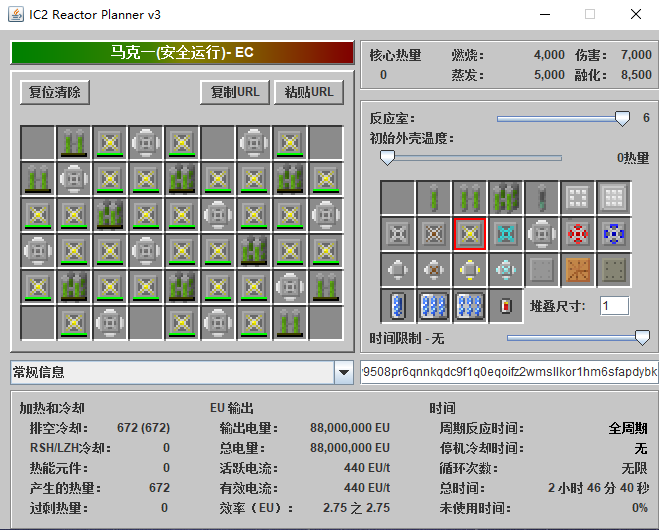 IC2 Reactor Planner v3
马克一(安全运行)- EC
复位清除
复制URL
粘贴URL
核心热量 燃烧: 4,000 伤害: 7,000
0 蒸发: 5,000 融化: 8,500
反应室: 6
初始外壳温度:
0热量
堆叠尺寸: 1
时间限制 - 无
常规信息
9508pr6qnnkqdc9f1q0eqoifz2wmsllkor1hm6sfapdybk
加热和冷却 EU 输出 时间
排空冷却: 672 (672) 输出电量: 88,000,000 EU 周期反应时间: 全周期
RSH/LZH冷却: 0 总电量: 88,000,000 EU 停机冷却时间: 无
热能元件: 0 活跃电流: 440 EU/t 循环次数: 无限
产生的热量: 672 有效电流: 440 EU/t 总时间: 2 小时 46 分 40 秒
过剩热量: 0 效率（EU）: 2.75 之 2.75 未使用时间: 0%